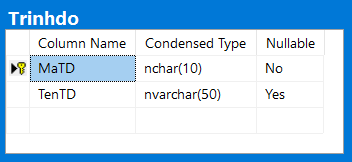 Trinhdo
Column Name Condensed Type Nullable
MaTD nchar(10) No
TenTD nvarchar(50) Yes